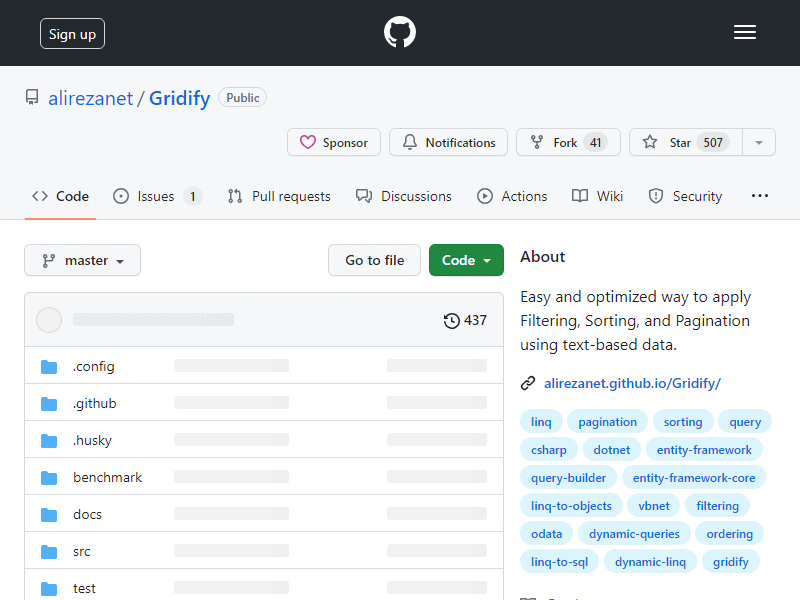 Sign up
alirezanet / Gridify Public
Sponsor Notifications Fork 41 Star 507
Code Issues 1 Pull requests Discussions Actions Wiki Security
master Go to file Code
437
.config
.github
.husky
benchmark
docs
src
test
About
Easy and optimized way to apply
Filtering, Sorting, and Pagination
using text-based data.
alirezanet.github.io/Gridify/
linq pagination sorting query
csharp dotnet entity-framework
query-builder entity-framework-core
linq-to-objects vbnet filtering
odata dynamic-queries ordering
linq-to-sql dynamic-linq gridify